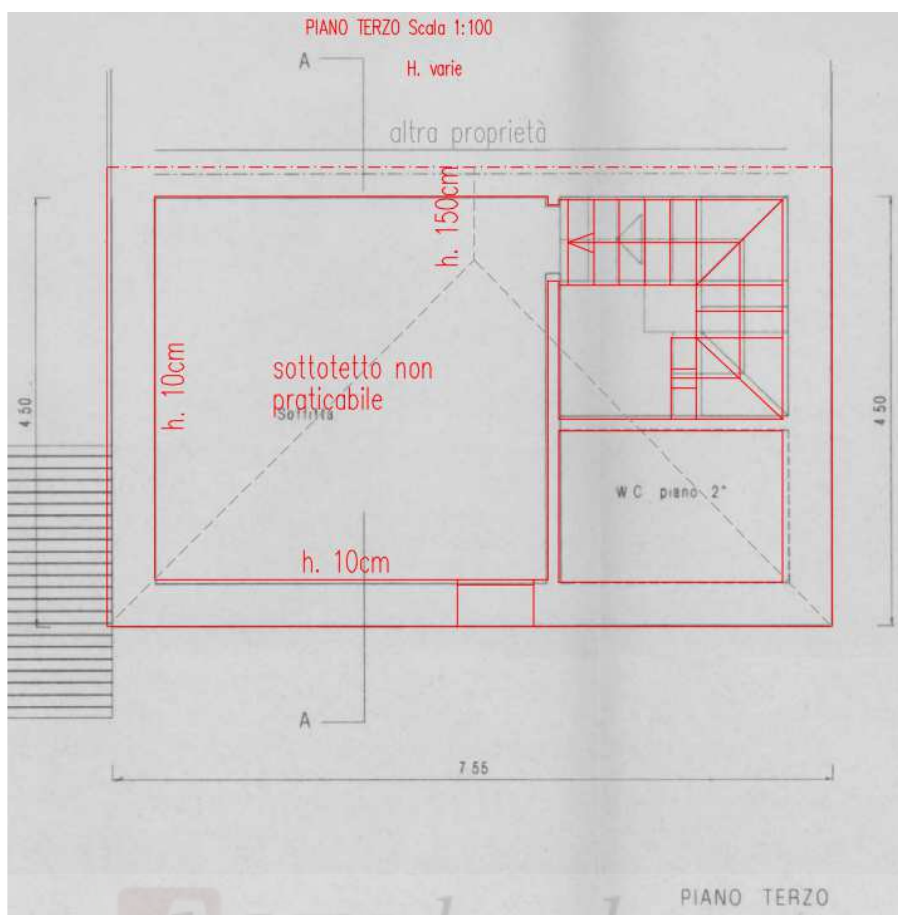 PIANO TERZO Scala 1:100
A
H. varie
altra proprietà
h. 150cm
h. 10cm
sottotetto non
praticabile
Soffitta
4.50
4.50
W C piano 2°
h. 10cm
A
7.55
PIANO TERZO